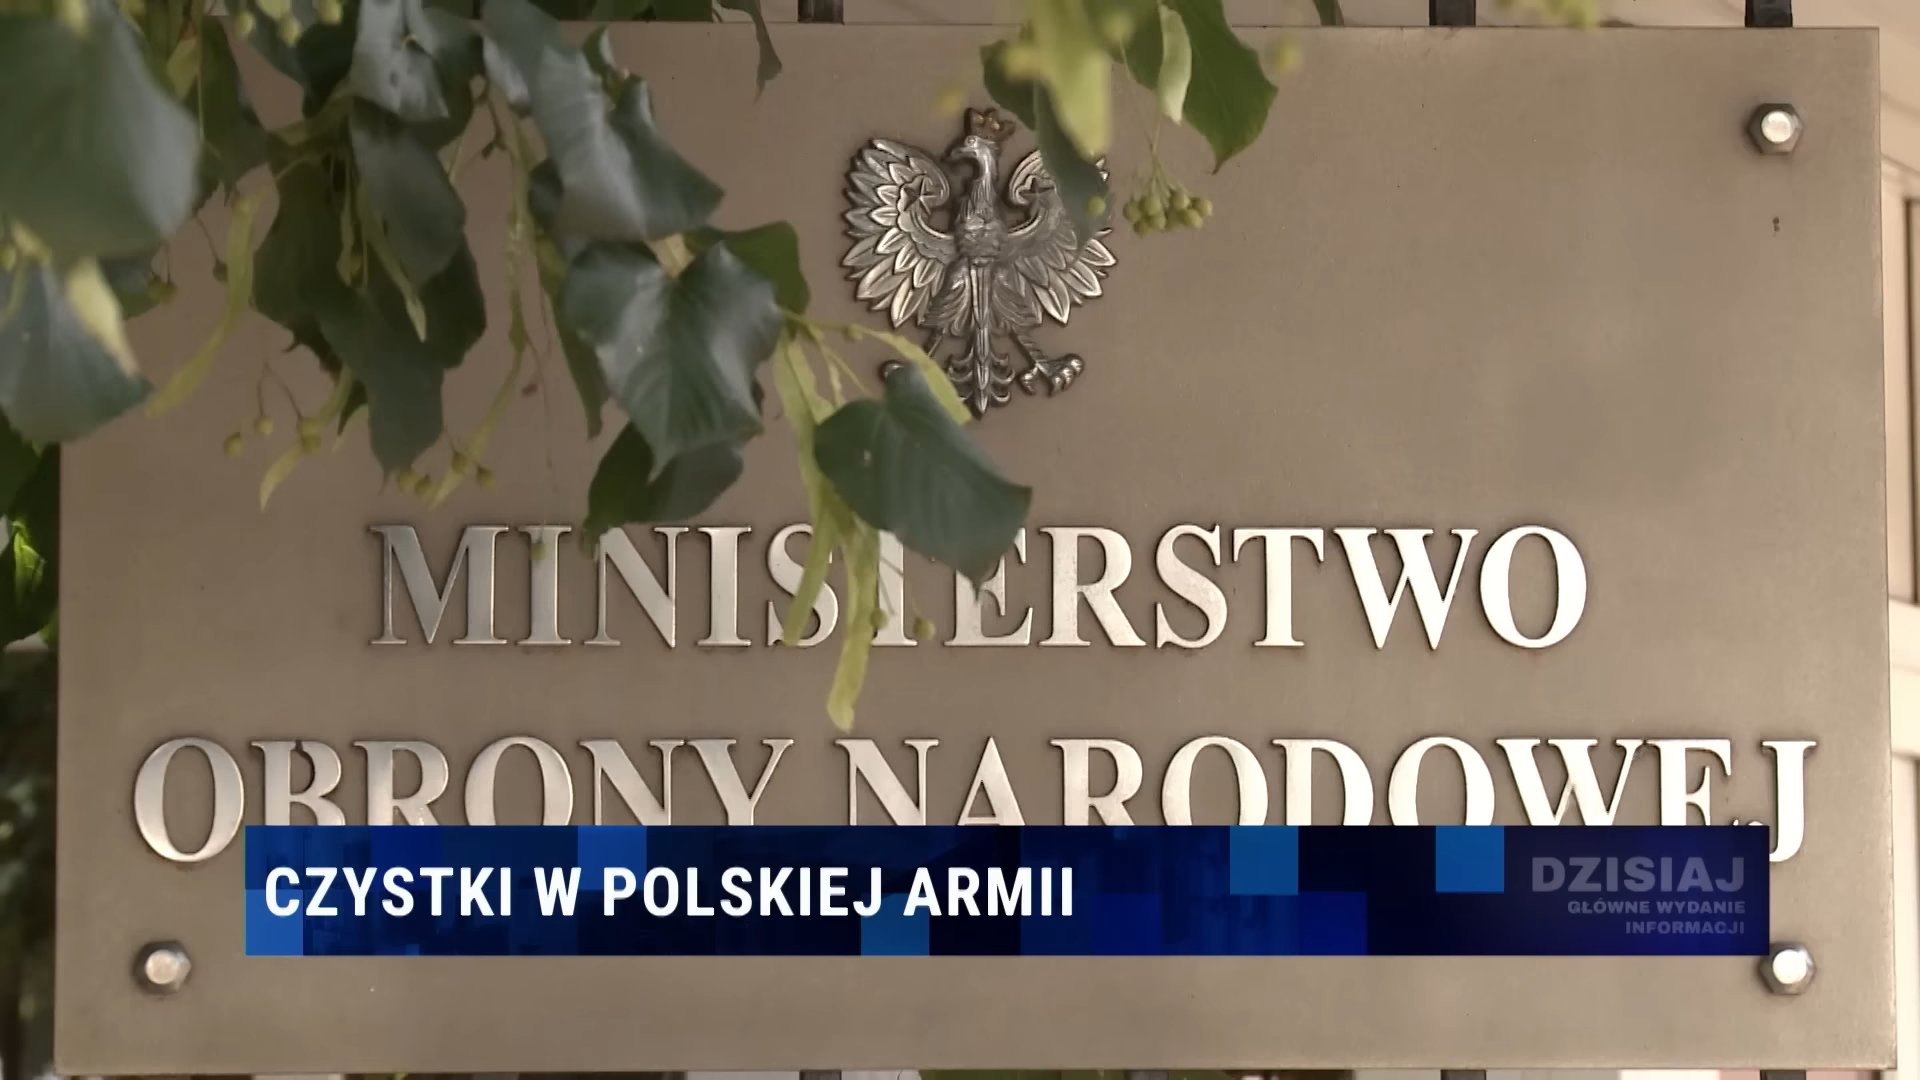 MINISTERSTWO
OBRONY NARODOWEJ
CZYSTKI W POLSKIEJ ARMII
DZISIAJ
GŁÓWNE WYDANIE
INFORMACJI